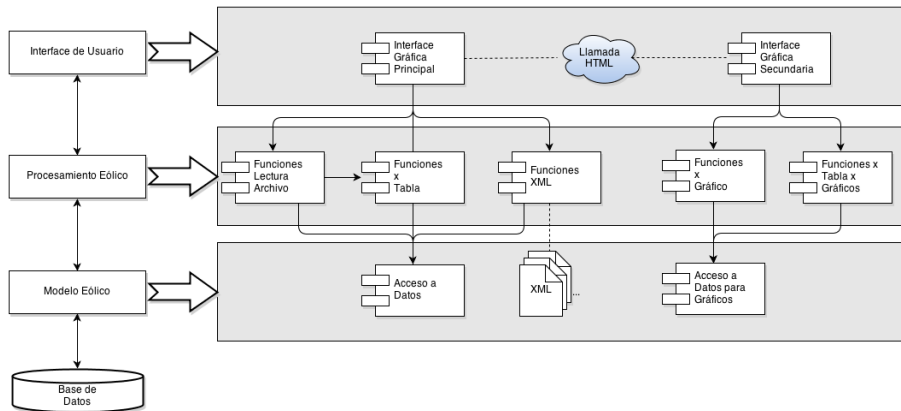 Interface de Usuario
Interface
Gráfica
Principal
Llamada
HTML
Interface
Gráfica
Secundaria
Procesamiento Eólico
Funciones
Lectura
Archivo
Funciones
x
Tabla
Funciones
XML
Funciones
x
Gráfico
Funciones x
Tabla x
Gráficos
Modelo Eólico
Acceso a
Datos
XML
...
Acceso a
Datos para
Gráficos
Base de
Datos